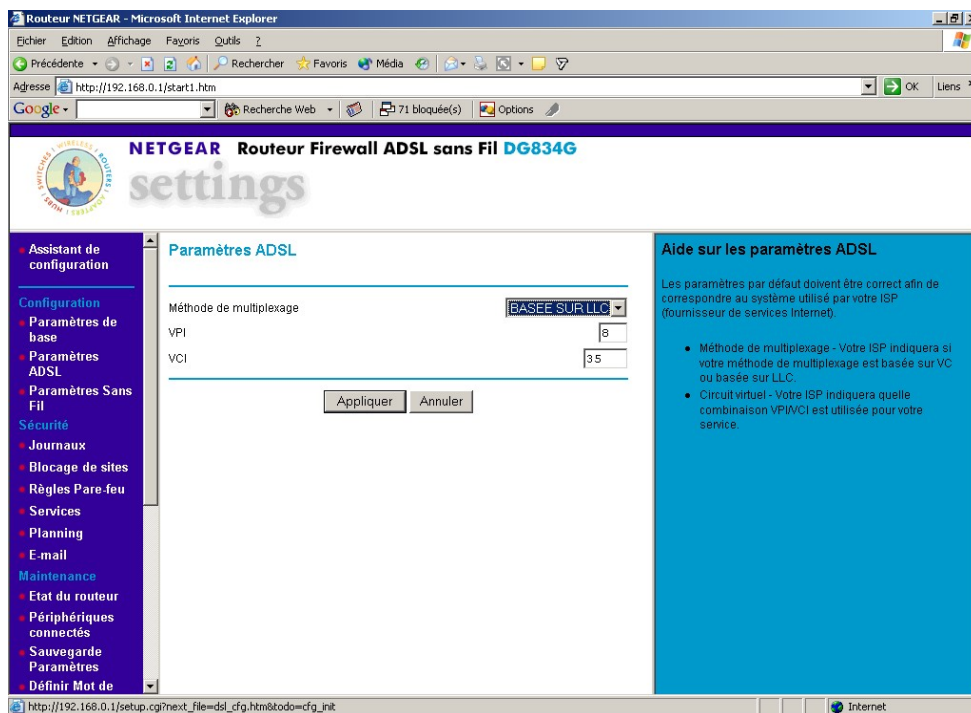 Routeur NETGEAR - Microsoft Internet Explorer
Fichier Edition Affichage Favoris Outils ?
Précédente Rechercher Favoris Média
Adresse http://192.168.0.1/start1.htm OK Liens
Google Recherche Web 71 bloquée(s) Options
SWITCHES WIRELESS ROUTERS ADAPTERS HUBS
NETGEAR Routeur Firewall ADSL sans Fil DG834G
settings
Assistant de
configuration
Configuration
Paramètres de
base
Paramètres
ADSL
Paramètres Sans
Fil
Sécurité
Journaux
Blocage de sites
Règles Pare-feu
Services
Planning
E-mail
Maintenance
Etat du routeur
Périphériques
connectés
Sauvegarde
Paramètres
Définir Mot de
Paramètres ADSL
Méthode de multiplexage BASEE SUR LLC
VPI 8
VCI 35
Appliquer Annuler
Aide sur les paramètres ADSL
Les paramètres par défaut doivent être correct afin de
correspondre au système utilisé par votre ISP
(fournisseur de services Internet).
Méthode de multiplexage - Votre ISP indiquera si
votre méthode de multiplexage est basée sur VC
ou basée sur LLC.
Circuit virtuel - Votre ISP indiquera quelle
combinaison VPI/VCI est utilisée pour votre
service.
http://192.168.0.1/setup.cgi?next_file=dsl_cfg.htm&todo=cfg_init Internet